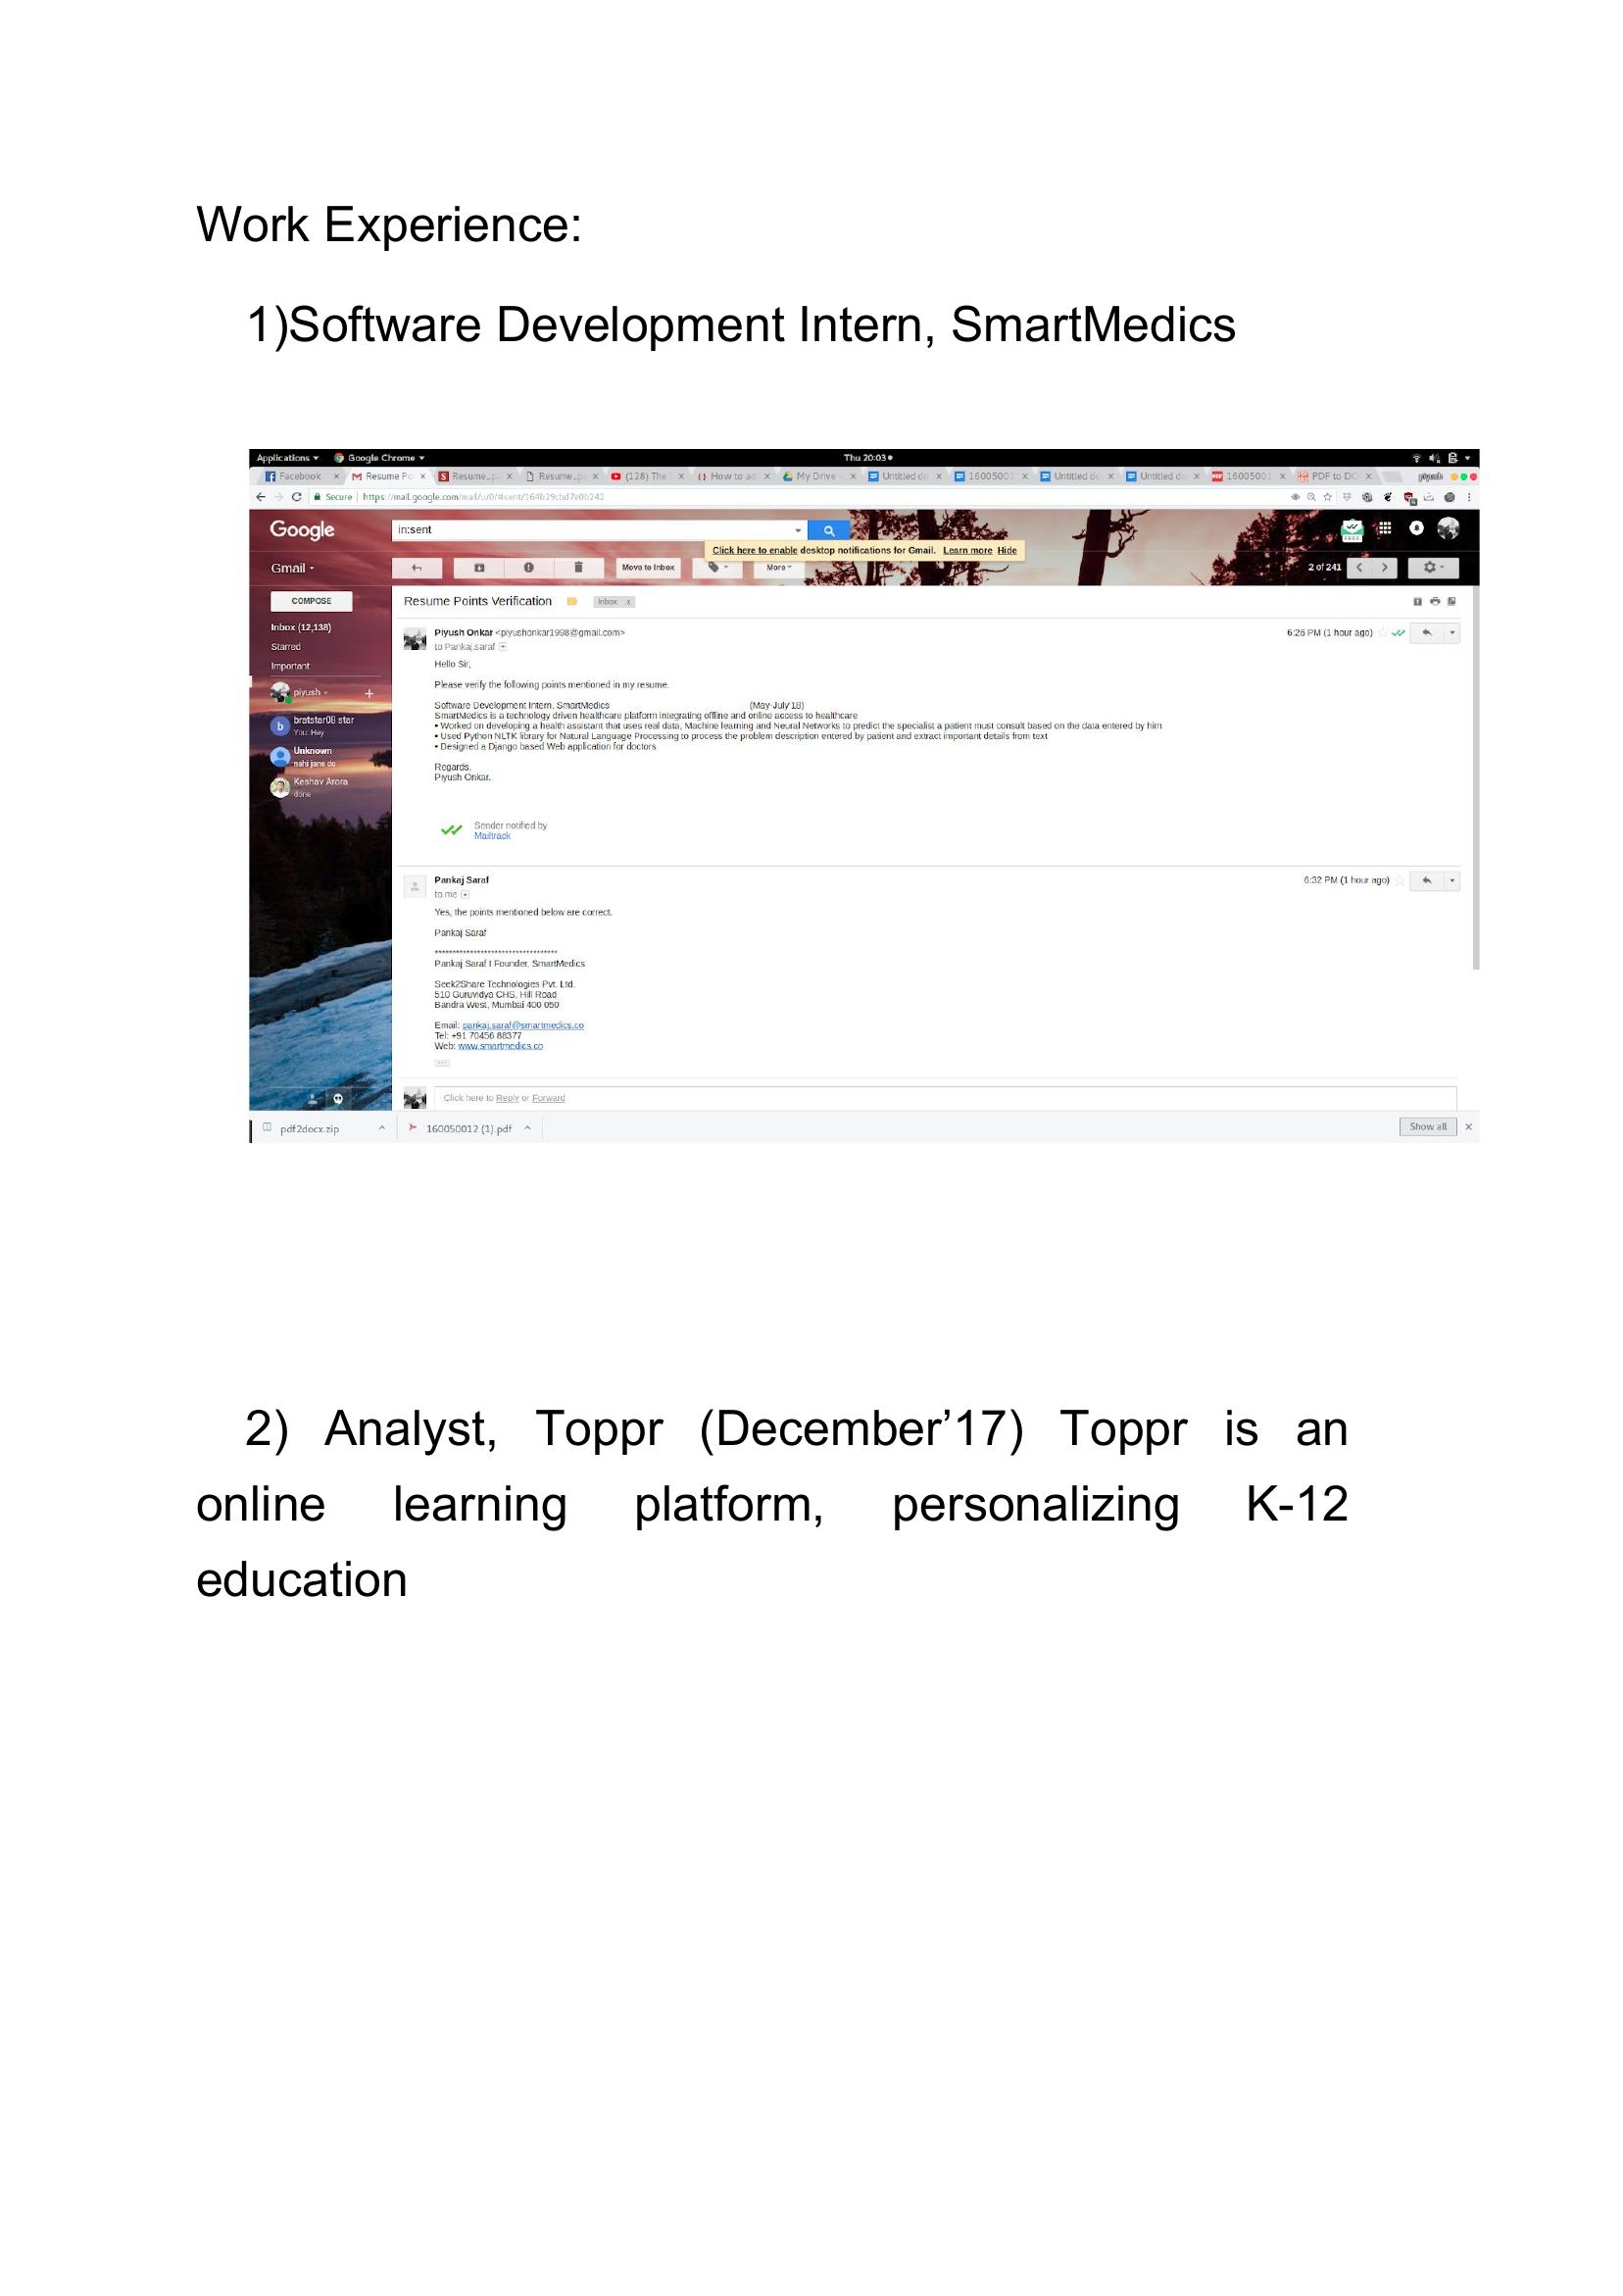 Work Experience:
1)Software Development Intern, SmartMedics
Applications Google Chrome Thu 20:03
Facebook Resume Po Resume_p Resume_p (128) The How to ad My Drive - Untitled do 16005001 Untitled do Untitled do 16005001 PDF to DO piyush
Secure https://mail.google.com/mail/u/0/#sent/
Google in:sent
Click here to enable desktop notifications for Gmail. Learn more Hide
Gmail Move to Inbox More 2 of 241
COMPOSE
Resume Points Verification Inbox x
Inbox (12,138)
Starred
Important
piyush
bratstar08 star
You: Hey
Unknown
nahi jane do
Keshav Arora
done
Piyush Onkar <piyushonkar1998@gmail.com> 6:26 PM (1 hour ago)
to Pankaj.saraf
Hello Sir,
Please verify the following points mentioned in my resume.
Software Development Intern, SmartMedics (May-July'18)
SmartMedics is a technology driven healthcare platform integrating offline and online access to healthcare
• Worked on developing a health assistant that uses real data, Machine learning and Neural Networks to predict the specialist a patient must consult based on the data entered by him
• Used Python NLTK library for Natural Language Processing to process the problem description entered by patient and extract important details from text
• Designed a Django based Web application for doctors
Regards,
Piyush Onkar.
Sender notified by
Mailtrack
Pankaj Saraf 6:32 PM (1 hour ago)
to me
Yes, the points mentioned below are correct.
Pankaj Saraf
Pankaj Saraf I Founder, SmartMedics
Seek2Share Technologies Pvt. Ltd.
510 Guruvidya CHS, Hill Road
Bandra West, Mumbai 400 050
Email: pankaj.saraf@smartmedics.co
Tel: +91 70456 88377
Web: www.smartmedics.co
Click here to Reply or Forward
pdf2docx.zip 160050012 (1).pdf Show all
2) Analyst, Toppr (December’17) Toppr is an
online learning platform, personalizing K-12
education